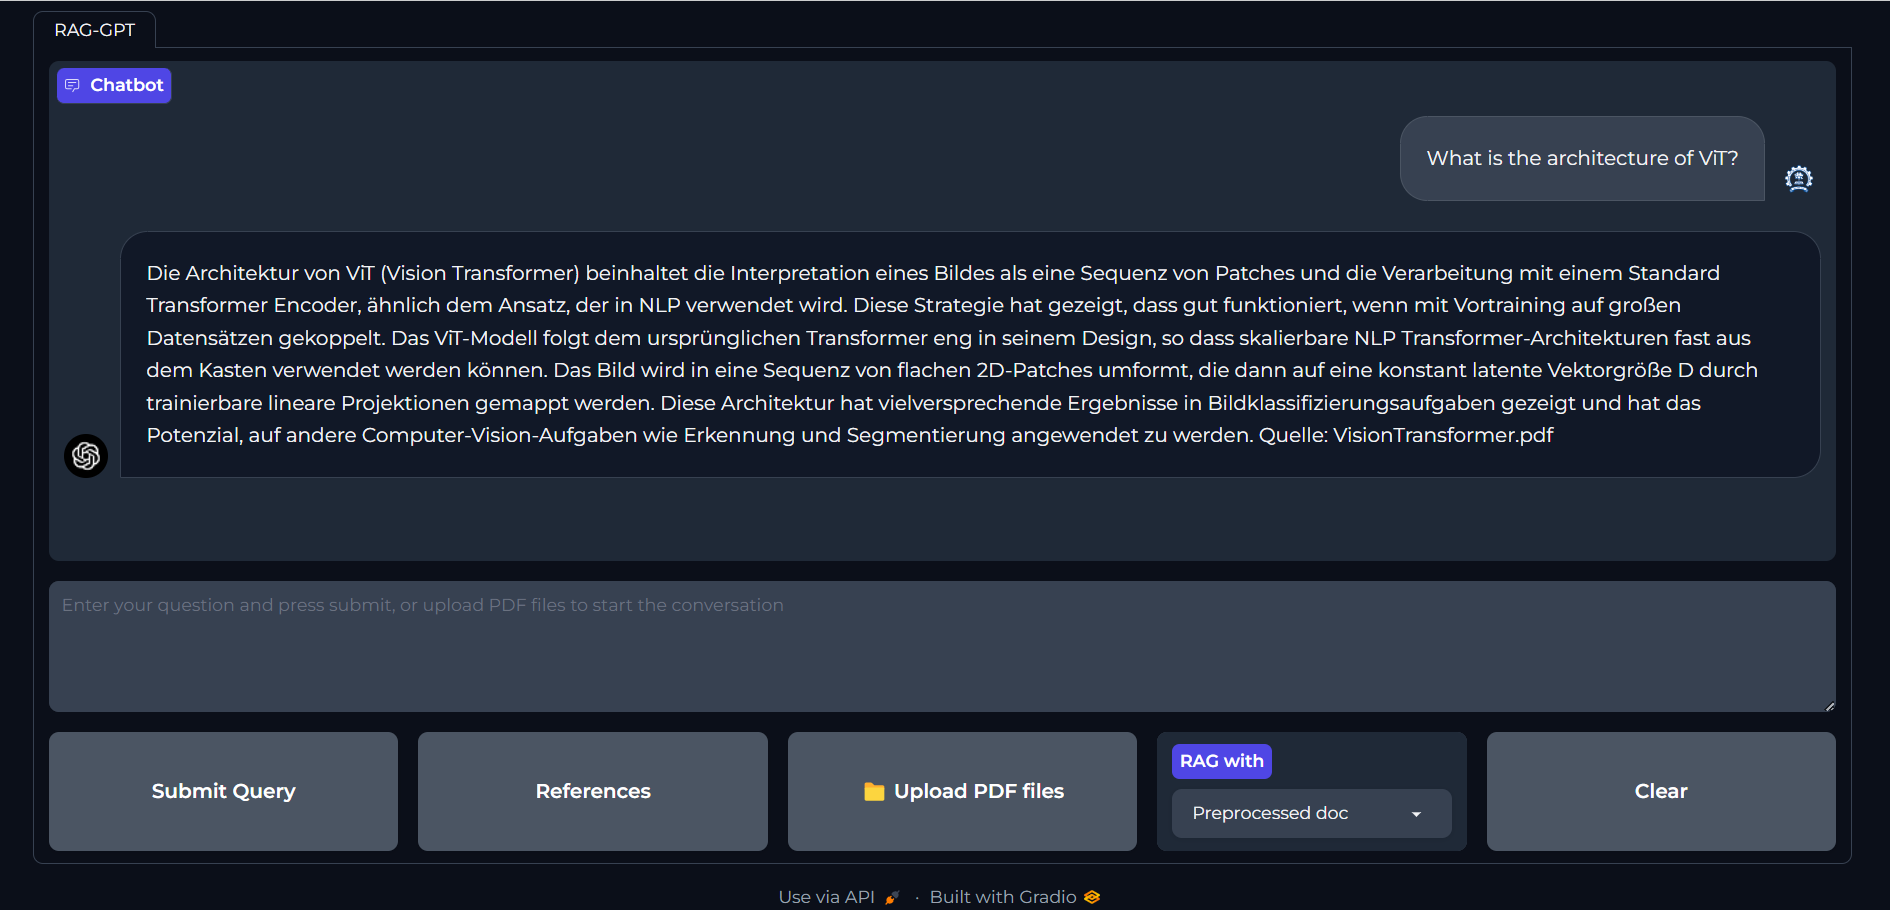 RAG-GPT
Chatbot
What is the architecture of ViT?
Die Architektur von ViT (Vision Transformer) beinhaltet die Interpretation eines Bildes als eine Sequenz von Patches und die Verarbeitung mit einem Standard
Transformer Encoder, ähnlich dem Ansatz, der in NLP verwendet wird. Diese Strategie hat gezeigt, dass gut funktioniert, wenn mit Vortraining auf großen
Datensätzen gekoppelt. Das ViT-Modell folgt dem ursprünglichen Transformer eng in seinem Design, so dass skalierbare NLP Transformer-Architekturen fast aus
dem Kasten verwendet werden können. Das Bild wird in eine Sequenz von flachen 2D-Patches umformt, die dann auf eine konstant latente Vektorgröße D durch
trainierbare lineare Projektionen gemappt werden. Diese Architektur hat vielversprechende Ergebnisse in Bildklassifizierungsaufgaben gezeigt und hat das
Potenzial, auf andere Computer-Vision-Aufgaben wie Erkennung und Segmentierung angewendet zu werden. Quelle: VisionTransformer.pdf
Enter your question and press submit, or upload PDF files to start the conversation
Submit Query
References
Upload PDF files
RAG with
Preprocessed doc
Clear
Use via API · Built with Gradio